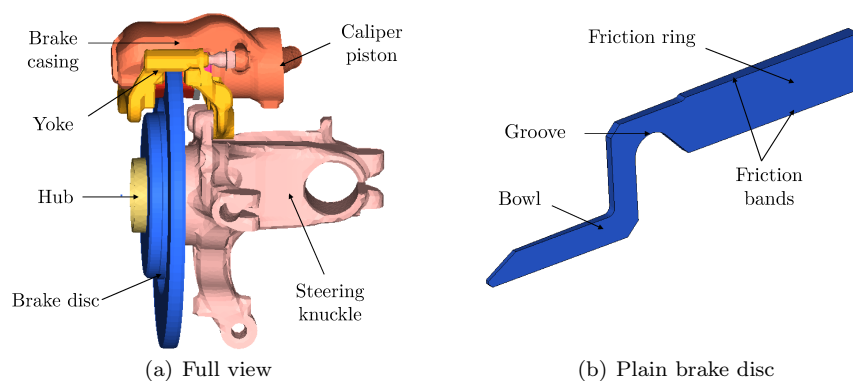 Brake
casing
Caliper
piston
Yoke
Hub
Brake disc
Steering
knuckle
(a) Full view
Friction ring
Groove
Friction
bands
Bowl
(b) Plain brake disc